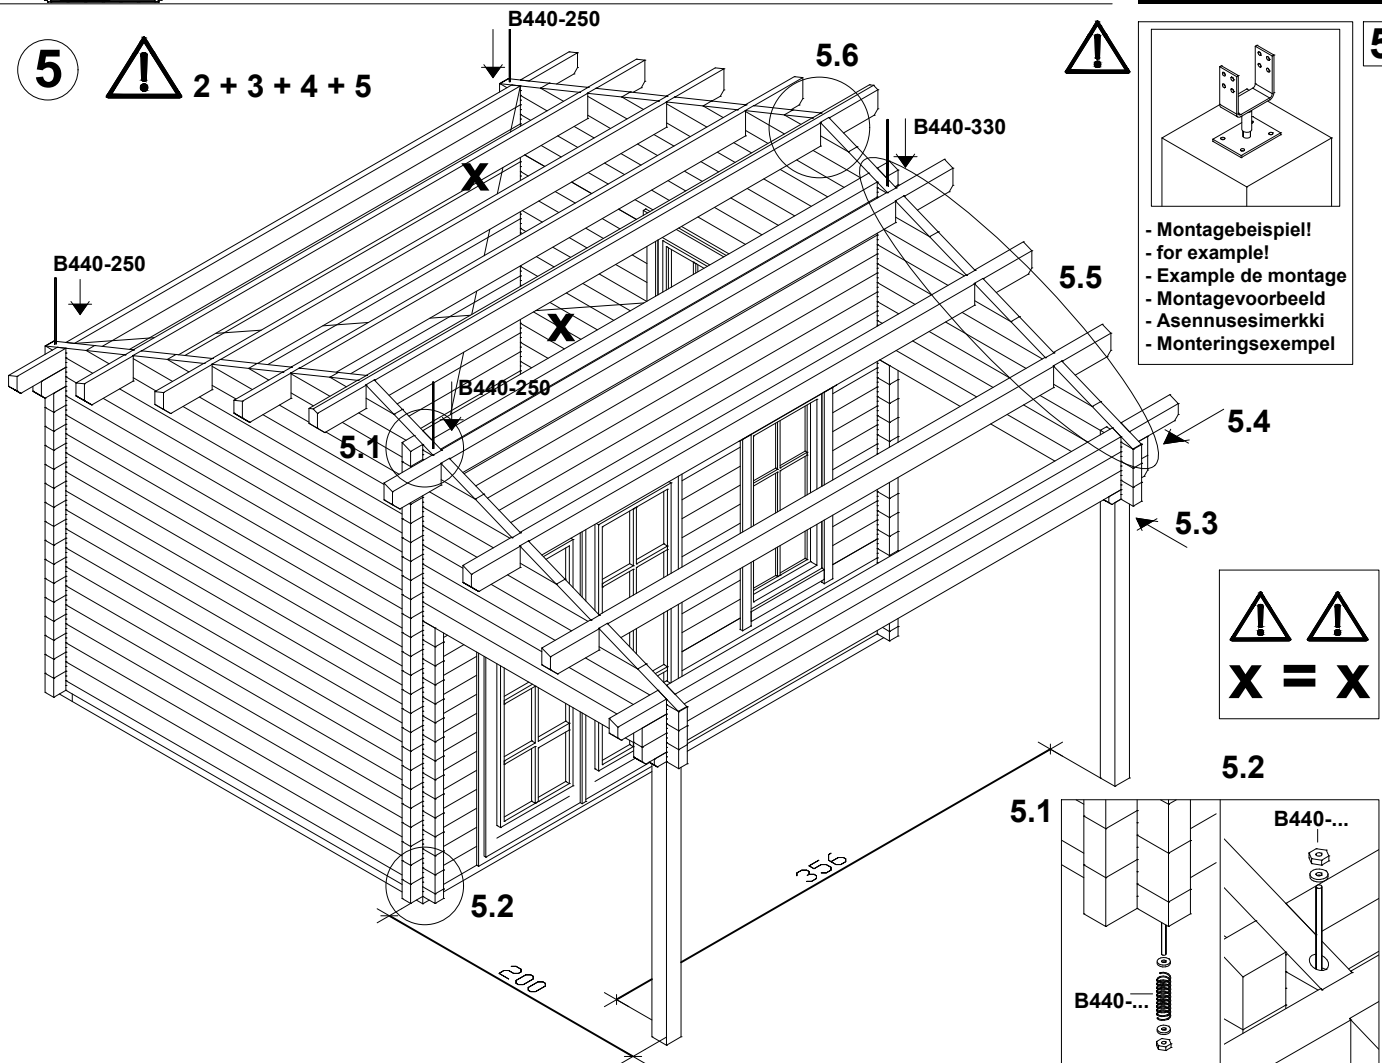 B440-250
5
2 + 3 + 4 + 5
5.6
5
B440-330
x
- Montagebeispiel!
- for example!
- Example de montage
- Montagevoorbeeld
- Asennusesimerkki
- Monteringsexempel
B440-250
5.5
x
B440-250
5.1
5.4
5.3
x = x
5.2
5.1
B440-...
356
5.2
200
B440-...